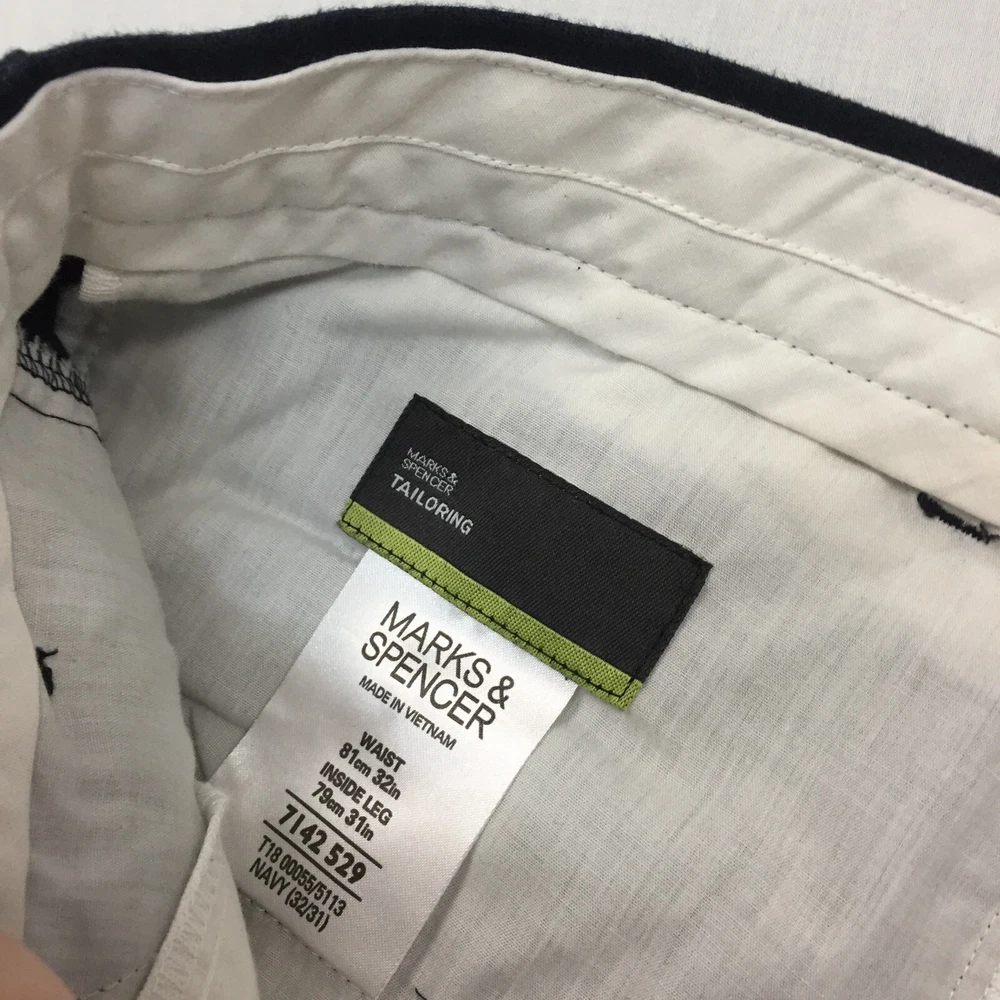 MARKS &
SPENCER
TAILORING
MARKS &
SPENCER
MADE IN VIETNAM
WAIST
81cm 32in
INSIDE LEG
79cm 31in
7142 529
T18 00055/5113
NAVY (32/31)